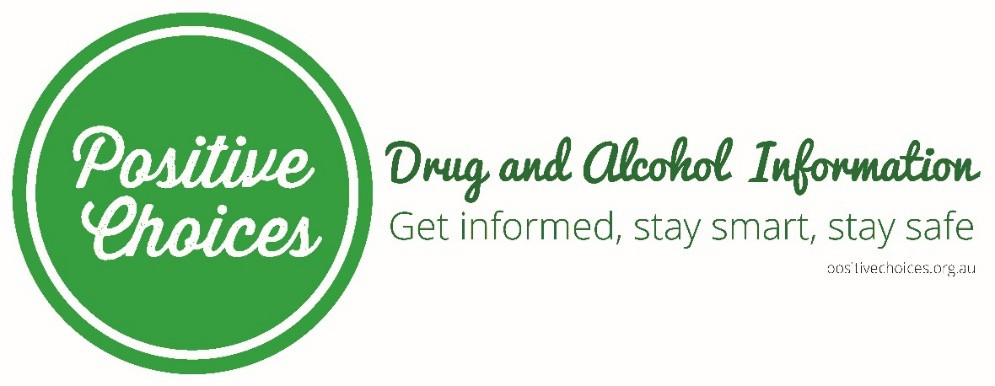 Positive
Choices
Drug and Alcohol Information
Get informed, stay smart, stay safe
positivechoices.org.au